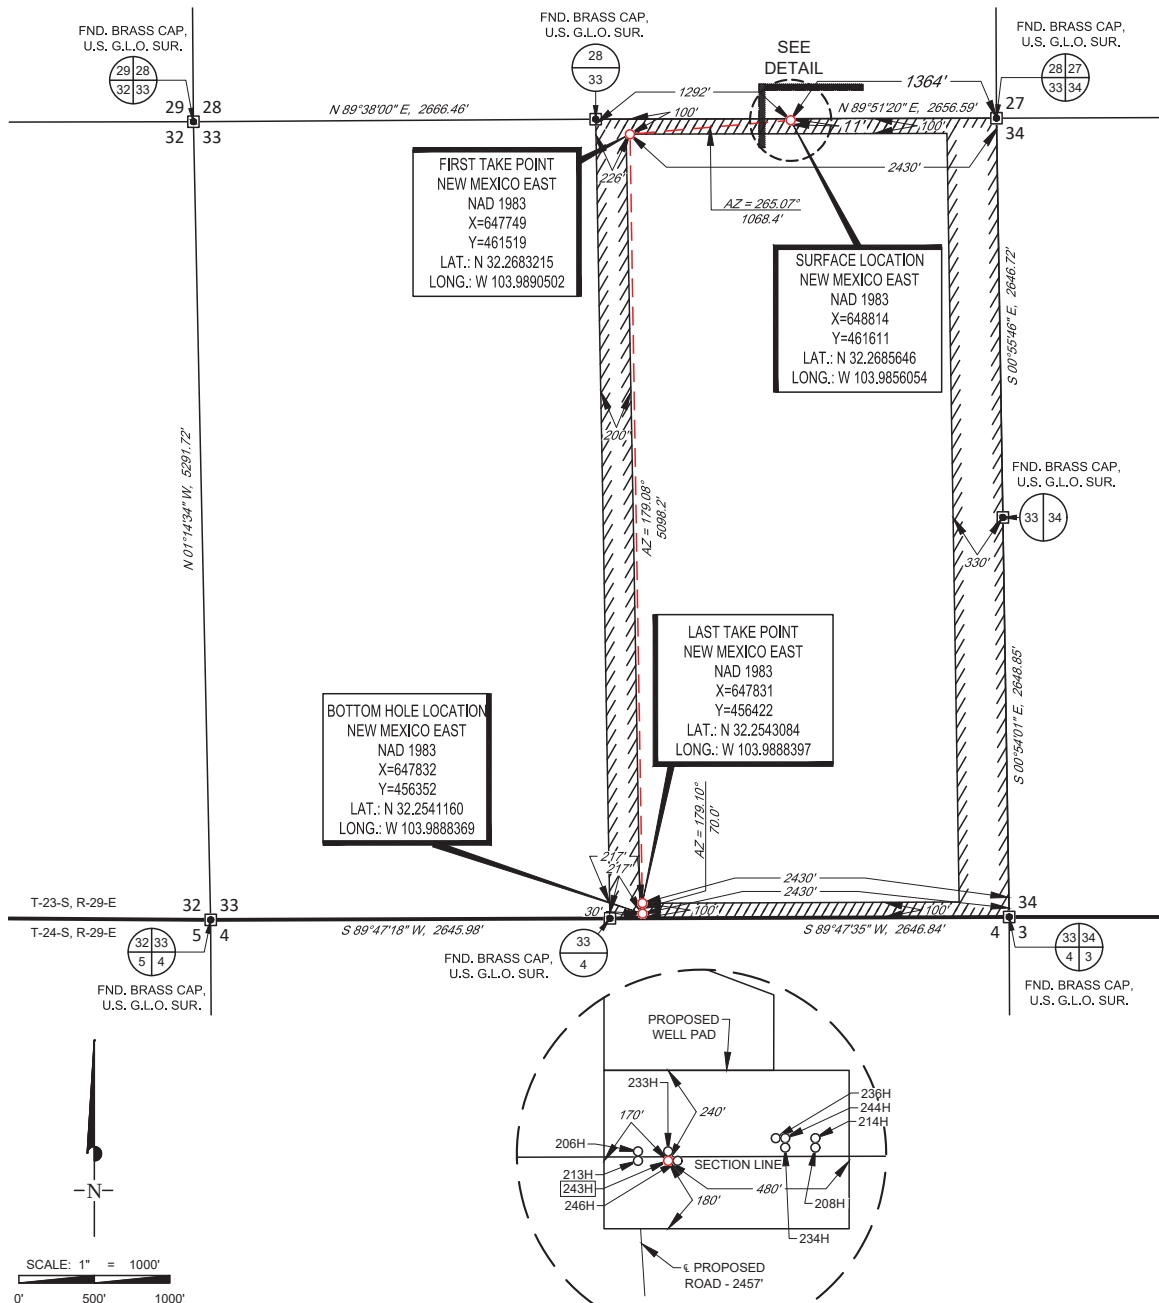 FND. BRASS CAP,
U.S. G.L.O. SUR.
29 28
32 33
29 28
32 33
N 89°38'00" E, 2666.46'
FND. BRASS CAP,
U.S. G.L.O. SUR.
28
33
SEE
DETAIL
FND. BRASS CAP,
U.S. G.L.O. SUR.
28 27
33 34
27
34
1292'
100'
1364'
N 89°51'20" E, 2656.59'
11'
100'
226'
2430'
AZ = 265.07°
1068.4'
FIRST TAKE POINT
NEW MEXICO EAST
NAD 1983
X=647749
Y=461519
LAT.: N 32.2683215
LONG.: W 103.9890502
SURFACE LOCATION
NEW MEXICO EAST
NAD 1983
X=648814
Y=461611
LAT.: N 32.2685646
LONG.: W 103.9856054
S 00°55'46" E, 2646.72'
N 01°14'34" W, 5291.72'
200'
AZ = 179.08°
5098.2'
FND. BRASS CAP,
U.S. G.L.O. SUR.
33 34
330'
LAST TAKE POINT
NEW MEXICO EAST
NAD 1983
X=647831
Y=456422
LAT.: N 32.2543084
LONG.: W 103.9888397
S 00°54'01" E, 2648.85'
BOTTOM HOLE LOCATION
NEW MEXICO EAST
NAD 1983
X=647832
Y=456352
LAT.: N 32.2541160
LONG.: W 103.9888369
AZ = 179.10°
70.0'
217'
217'
2430'
2430'
30'
100'
100'
T-23-S, R-29-E
T-24-S, R-29-E
32 33
5 4
34
4 3
S 89°47'18" W, 2645.98'
S 89°47'35" W, 2646.84'
32 33
5 4
FND. BRASS CAP,
U.S. G.L.O. SUR.
33
4
FND. BRASS CAP,
U.S. G.L.O. SUR.
33 34
4 3
FND. BRASS CAP,
U.S. G.L.O. SUR.
PROPOSED
WELL PAD
233H
236H
244H
214H
170'
240'
206H
213H
243H
246H
SECTION LINE
480'
180'
208H
234H
℄ PROPOSED
ROAD - 2457'
N
SCALE: 1" = 1000'
0' 500' 1000'